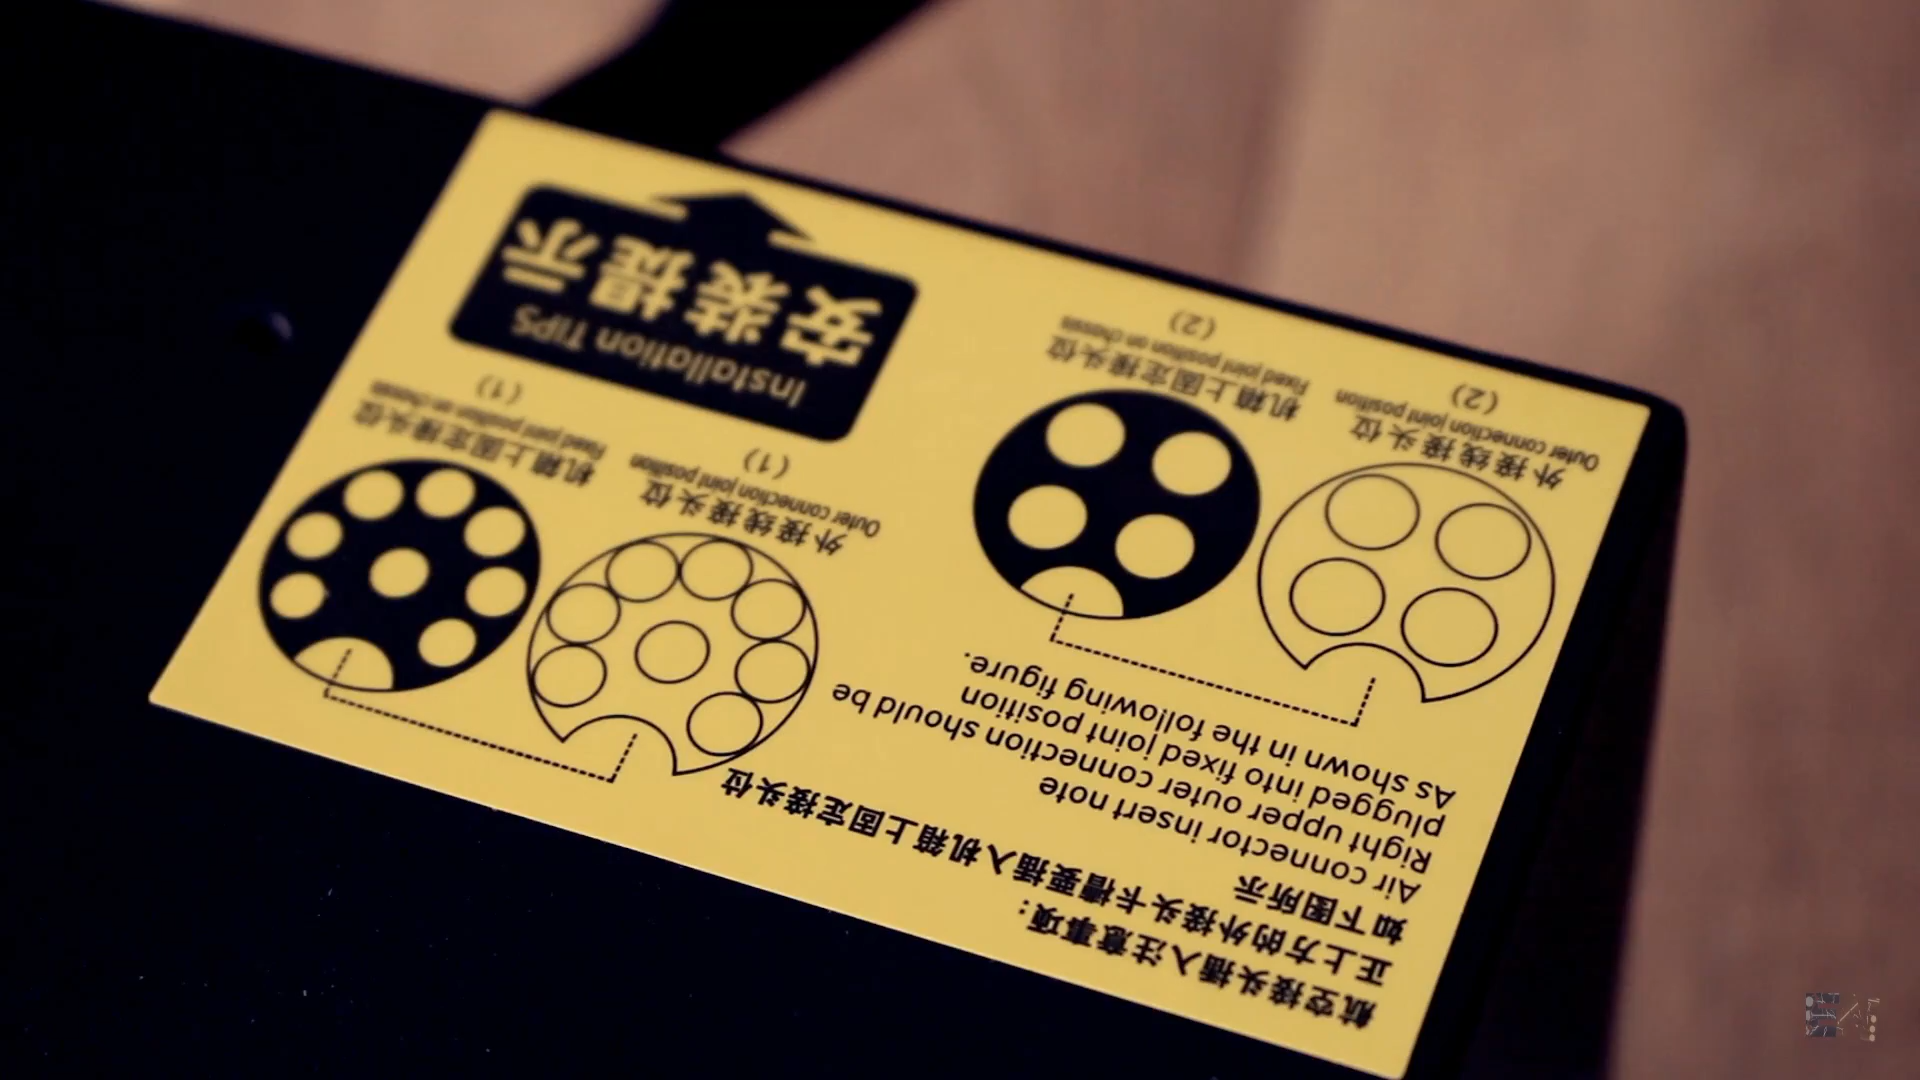 航空接头插入注意事项:
正上方的外接头卡槽要插入机箱上固定接头位
如下图所示
Air connector insert note
Right upper outer connection should be
plugged into fixed joint position
As shown in the following figure.
外接线接头位
Outer connection joint position
(2)
机箱上固定接头位
Fixed joint position on chassis
(2)
外接线接头位
Outer connection joint position
(1)
机箱上固定接头位
Fixed joint position on chassis
(1)
Installation TIPS
安装提示